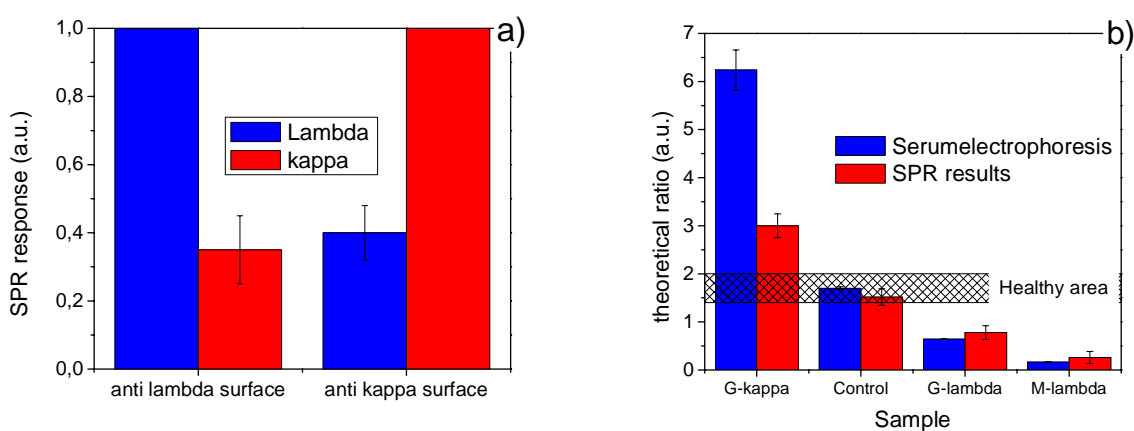 a)
1,0
0,8
0,6
0,4
0,2
0,0
SPR response (a.u.)
Lambda
kappa
anti lambda surface
anti kappa surface
b)
7
6
5
4
3
2
1
0
theoretical ratio (a.u.)
Serumelectrophoresis
SPR results
Healthy area
G-kappa
Control
G-lambda
M-lambda
Sample